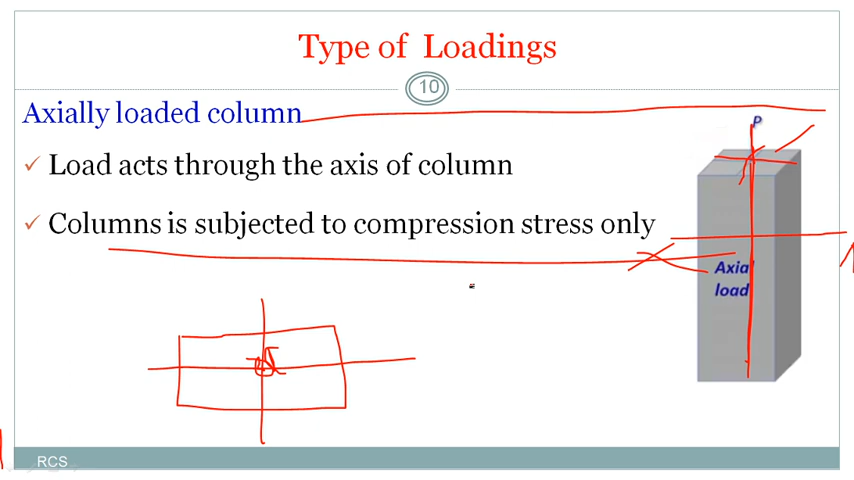 Type of Loadings
10
Axially loaded column
✓ Load acts through the axis of column
✓ Columns is subjected to compression stress only
P
Axial
load
RCS